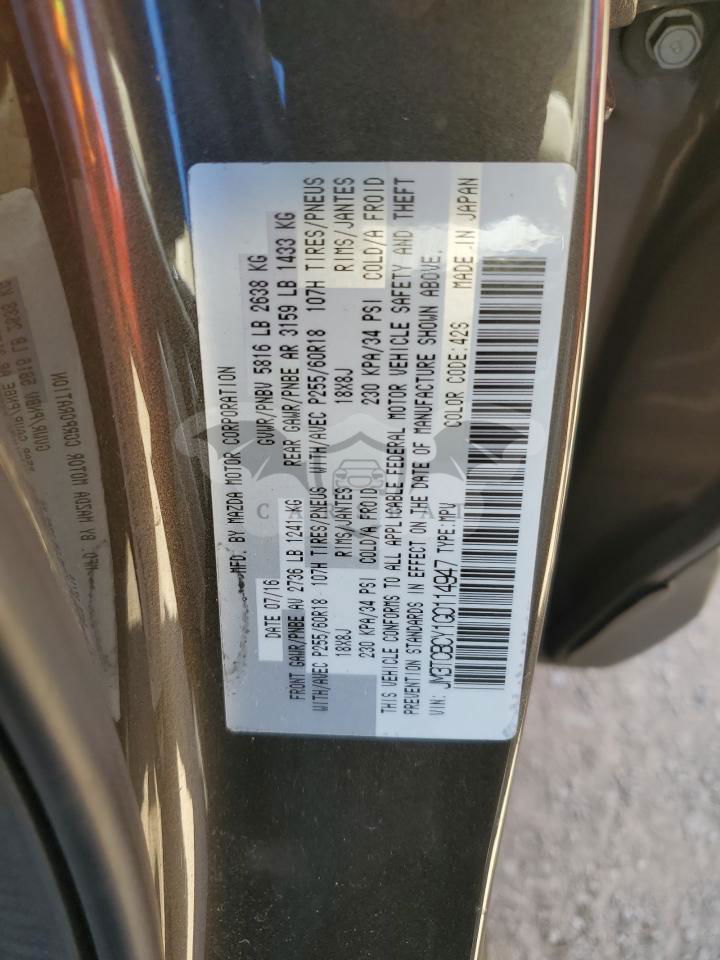 MFD. BY MAZDA MOTOR CORPORATION
DATE 07/16 GVWR/PNBV 5816 LB 2638 KG
FRONT GAWR/PNBE AV 2736 LB 1241 KG REAR GAWR/PNBE AR 3159 LB 1433 KG
WITH/AVEC P255/60R18 107H TIRES/PNEUS WITH/AVEC P255/60R18 107H TIRES/PNEUS
18X8J RIMS/JANTES 18X8J RIMS/JANTES
230 KPA/34 PSI COLD/A FROID 230 KPA/34 PSI COLD/A FROID
THIS VEHICLE CONFORMS TO ALL APPLICABLE FEDERAL MOTOR VEHICLE SAFETY AND THEFT
PREVENTION STANDARDS IN EFFECT ON THE DATE OF MANUFACTURE SHOWN ABOVE.
VIN: JM3TCBCY1G0114947 TYPE: MPV COLOR CODE: 42S MADE IN JAPAN